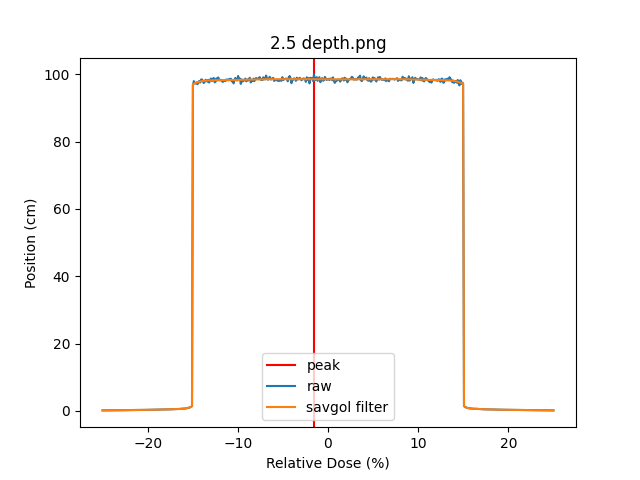 2.5 depth.png
100
80
60
40
20
0
Position (cm)
peak
raw
savgol filter
−20
−10
0
10
20
Relative Dose (%)